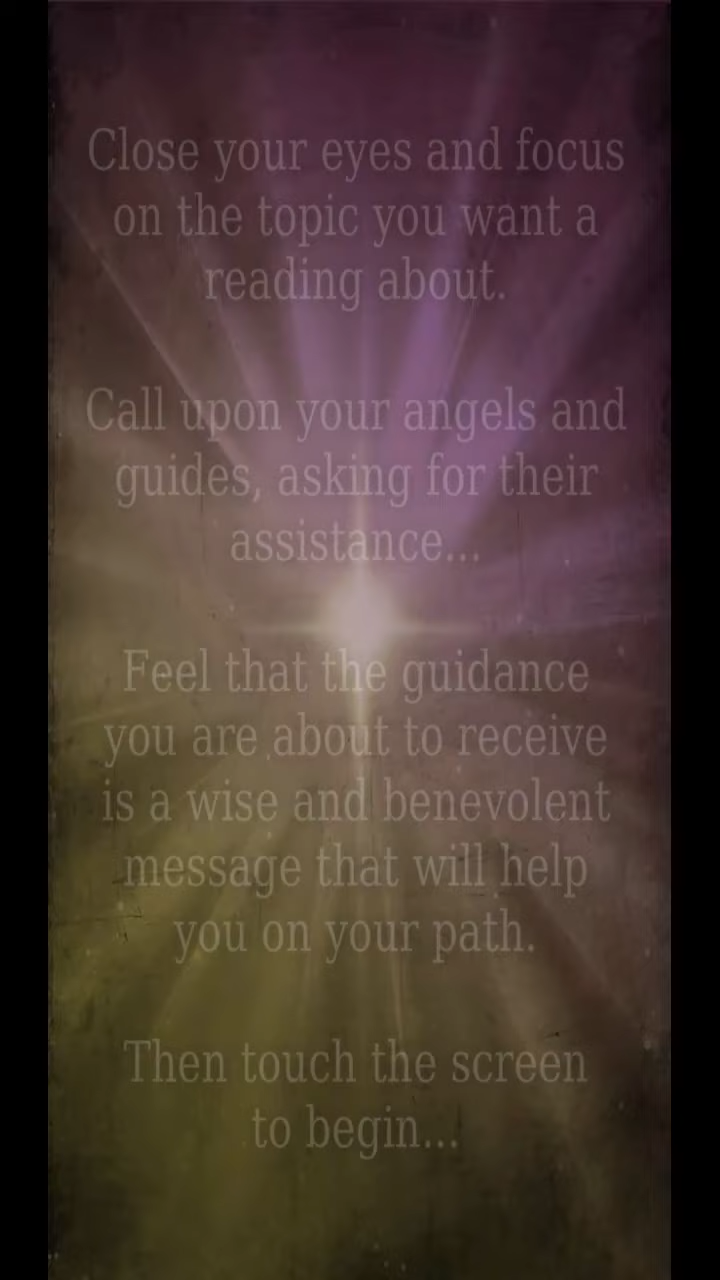 Close your eyes and focus
on the topic you want a
reading about.
Call upon your angels and
guides, asking for their
assistance...
Feel that the guidance
you are about to receive
is a wise and benevolent
message that will help
you on your path.
Then touch the screen
to begin...